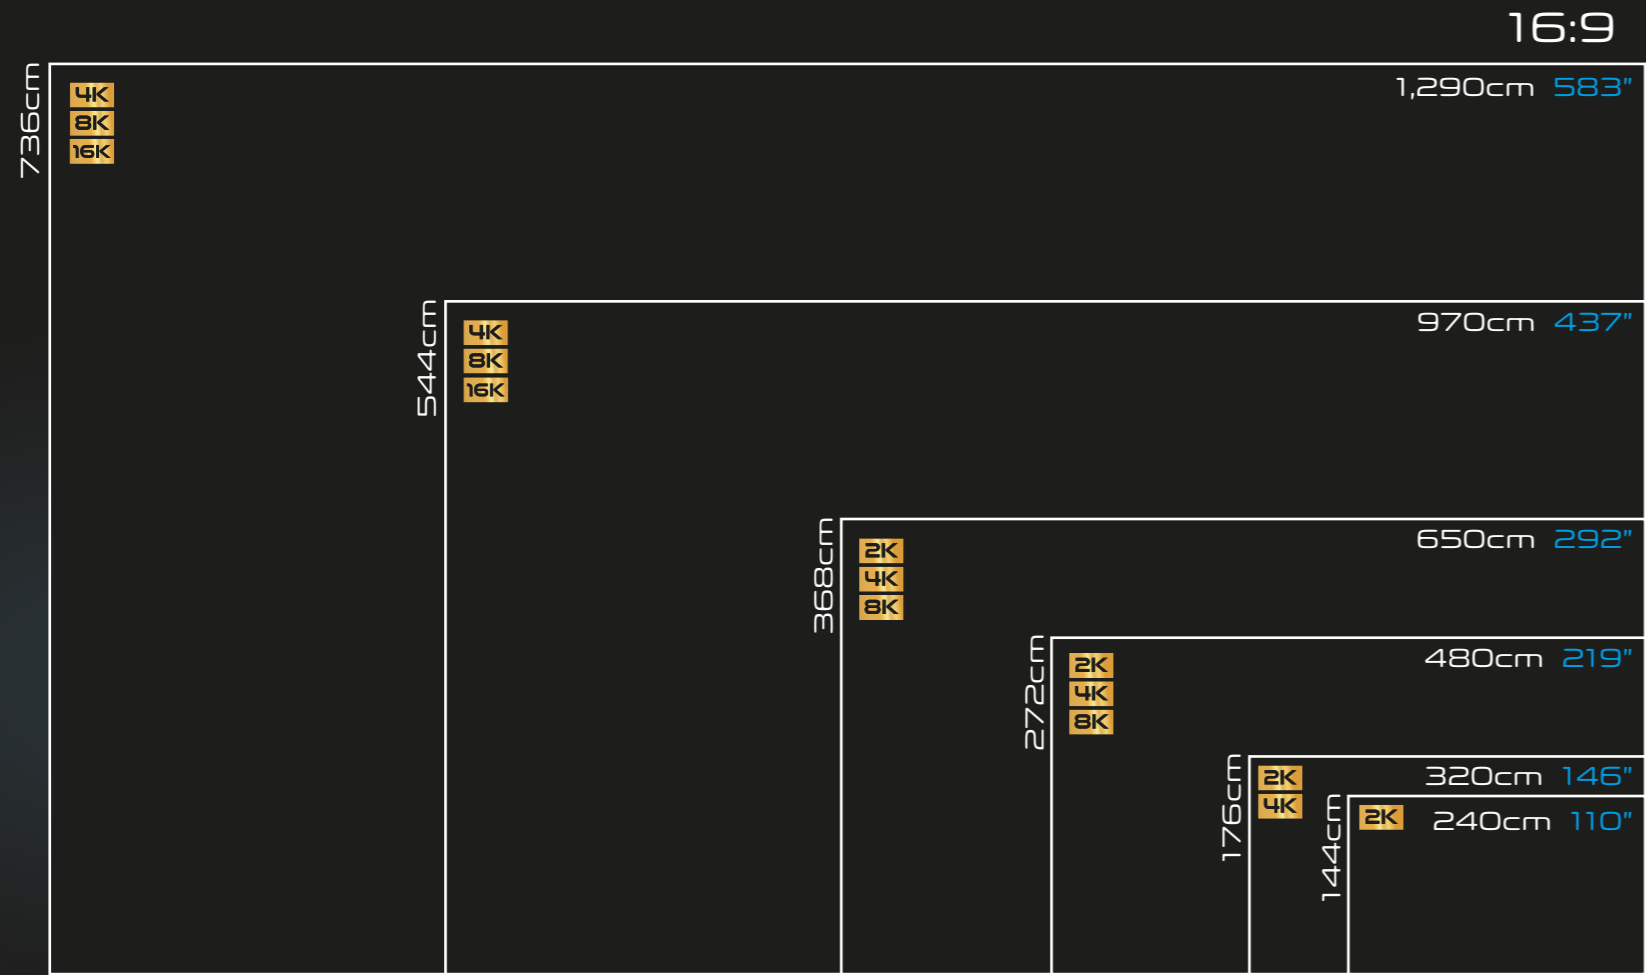 16:9
736cm
1,290cm 583"
4K
8K
16K
544cm
970cm 437"
4K
8K
16K
368cm
650cm 292"
2K
4K
8K
272cm
480cm 219"
2K
4K
8K
176cm
320cm 146"
2K
4K
144cm
2K
240cm 110"